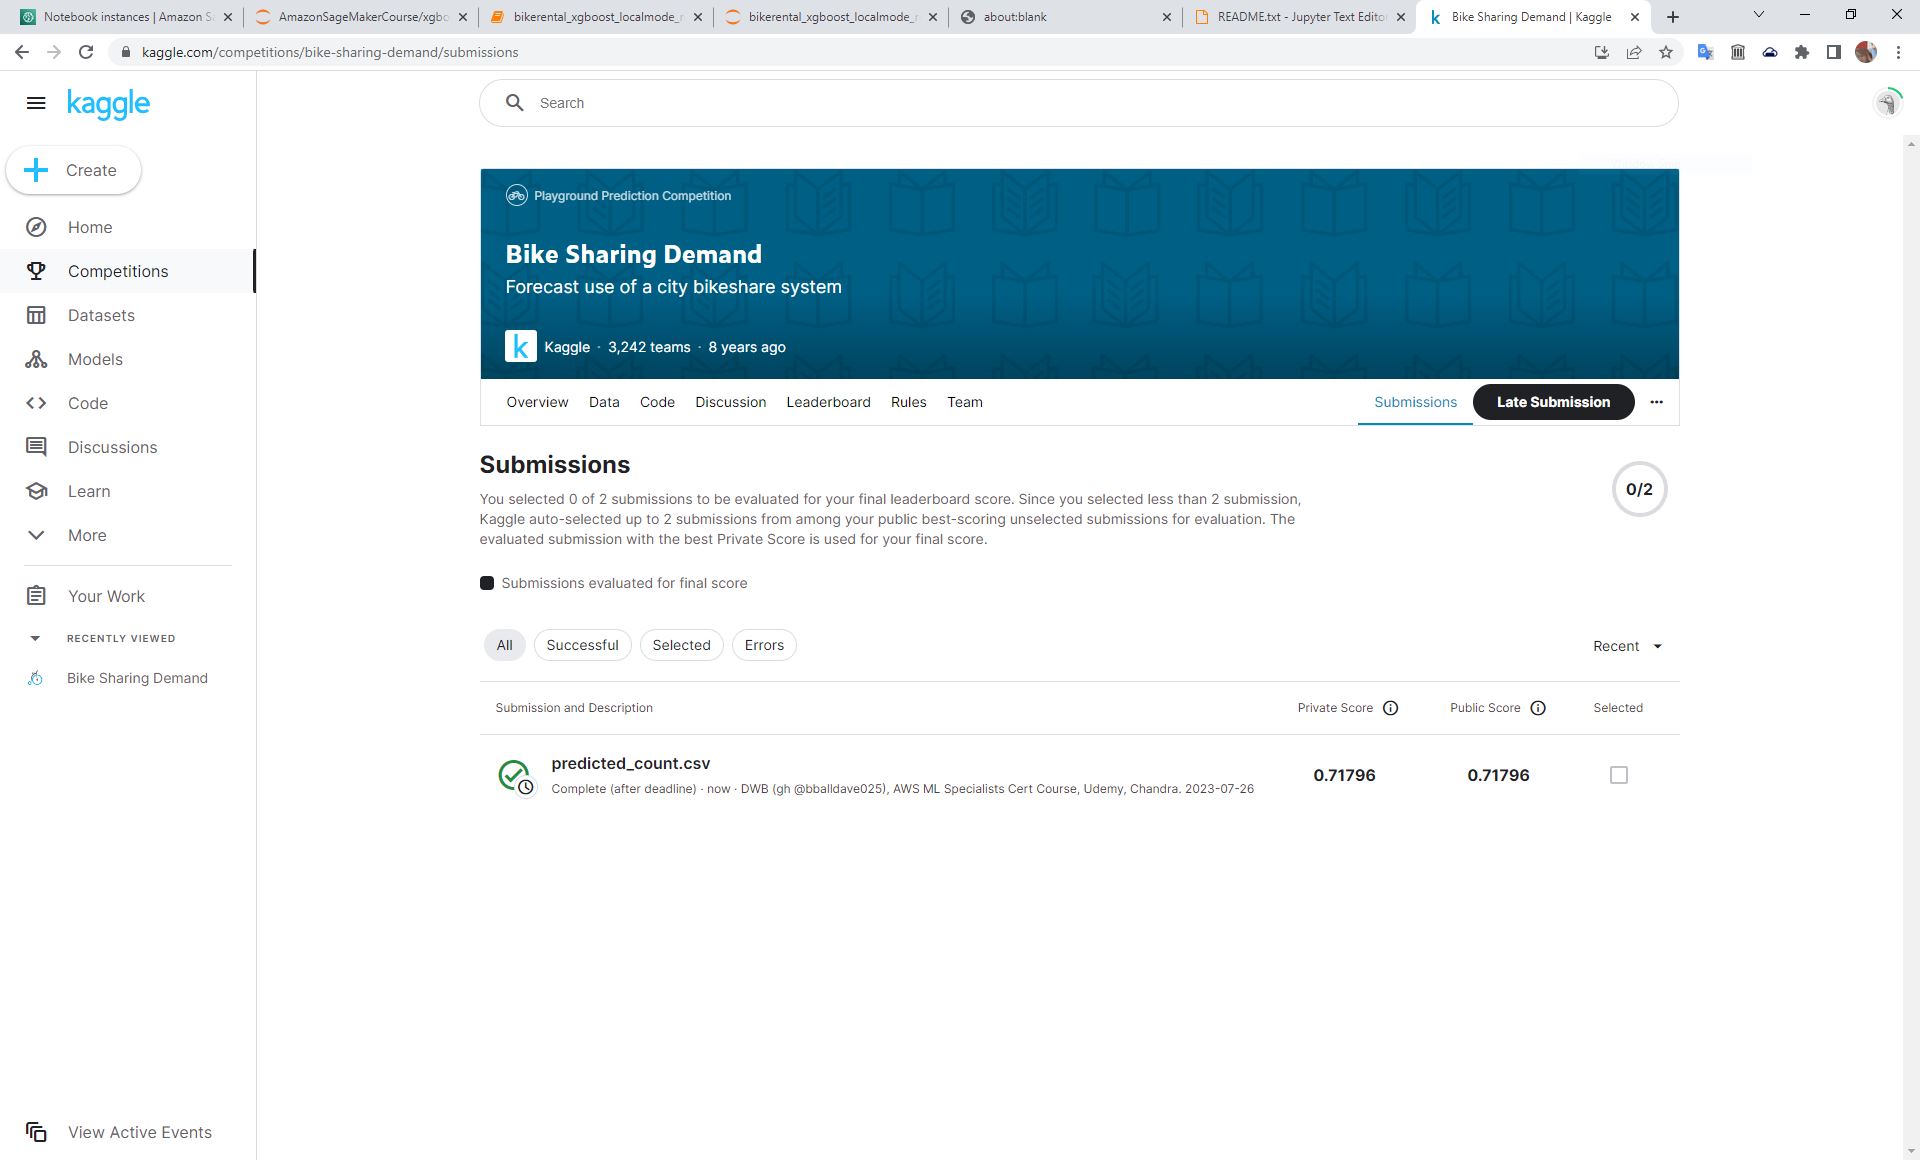 Notebook instances | Amazon S
AmazonSageMakerCourse/xgbo
bikerental_xgboost_localmode_r
bikerental_xgboost_localmode_r
about:blank
README.txt - Jupyter Text Editor
Bike Sharing Demand | Kaggle
kaggle.com/competitions/bike-sharing-demand/submissions
kaggle
Search
Create
Home
Competitions
Datasets
Models
Code
Discussions
Learn
More
Your Work
RECENTLY VIEWED
Bike Sharing Demand
View Active Events
Playground Prediction Competition
Bike Sharing Demand
Forecast use of a city bikeshare system
k Kaggle · 3,242 teams · 8 years ago
Overview Data Code Discussion Leaderboard Rules Team Submissions Late Submission
Submissions
You selected 0 of 2 submissions to be evaluated for your final leaderboard score. Since you selected less than 2 submission,
Kaggle auto-selected up to 2 submissions from among your public best-scoring unselected submissions for evaluation. The
evaluated submission with the best Private Score is used for your final score.
0/2
Submissions evaluated for final score
All Successful Selected Errors Recent
Submission and Description Private Score Public Score Selected
predicted_count.csv
Complete (after deadline) · now · DWB (gh @bballdave025), AWS ML Specialists Cert Course, Udemy, Chandra. 2023-07-26
0.71796 0.71796